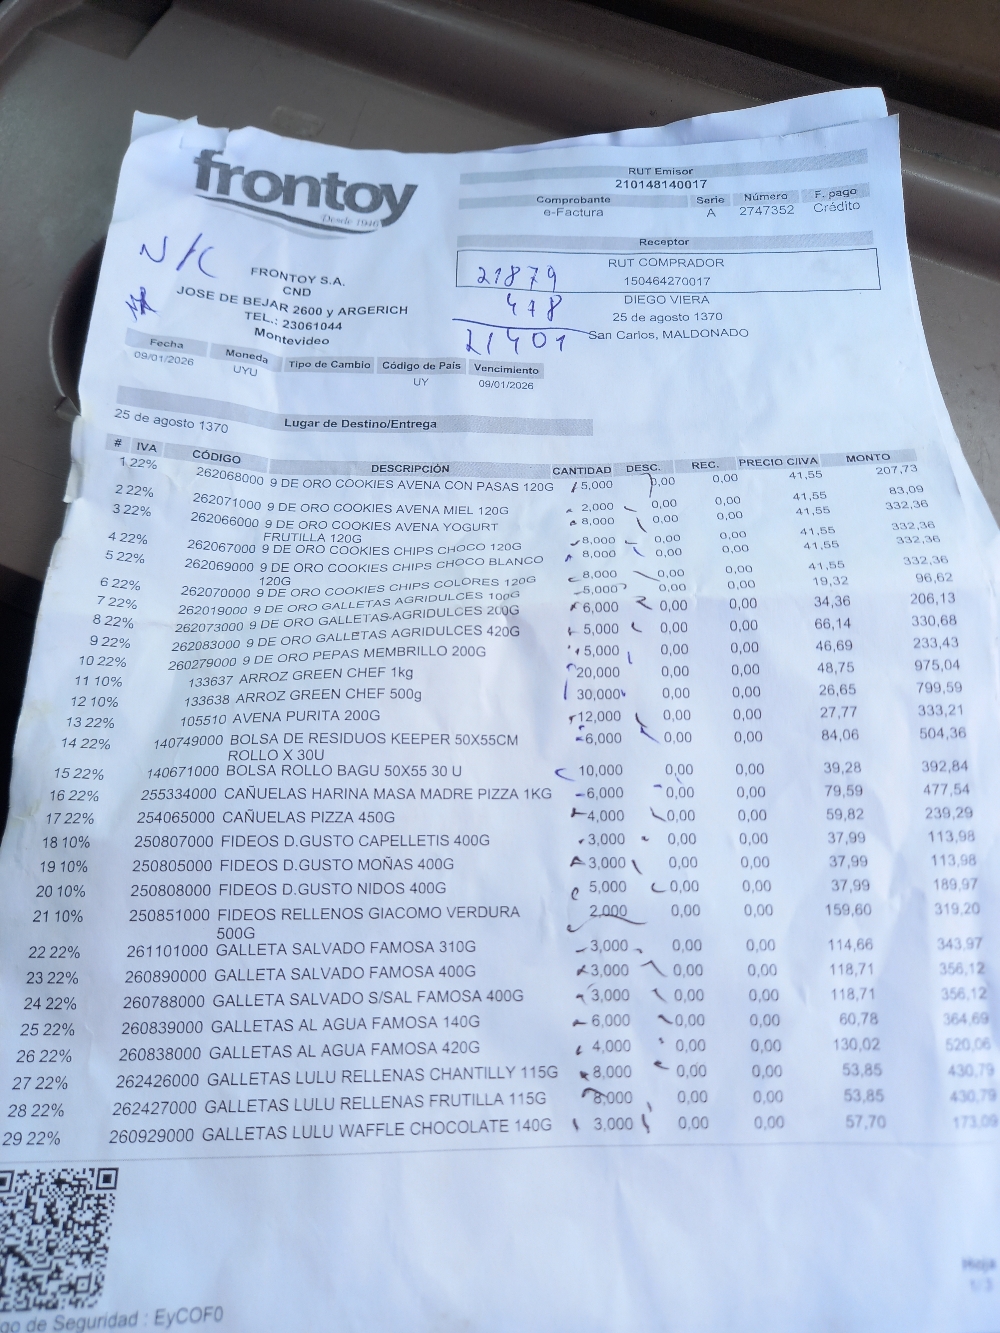 frontoy
Desde 1946
RUT Emisor
210148140017
Comprobante Serie Número F. pago
e-Factura A 2747352 Crédito
Receptor
RUT COMPRADOR
150464270017
DIEGO VIERA
25 de agosto 1370
San Carlos, MALDONADO
N/C
21879
478
21401
FRONTOY S.A.
CND
JOSE DE BEJAR 2600 y ARGERICH
TEL.: 23061044
Montevideo
Fecha Moneda Tipo de Cambio Código de País Vencimiento
09/01/2026 UYU UY 09/01/2026
Lugar de Destino/Entrega
25 de agosto 1370
# IVA CÓDIGO DESCRIPCIÓN CANTIDAD DESC. REC. PRECIO C/IVA MONTO
1 22% 262068000 9 DE ORO COOKIES AVENA CON PASAS 120G 5,000 0,00 0,00 41,55 207,73
2 22% 262071000 9 DE ORO COOKIES AVENA MIEL 120G 2,000 0,00 0,00 41,55 83,09
3 22% 262066000 9 DE ORO COOKIES AVENA YOGURT 8,000 0,00 0,00 41,55 332,36
FRUTILLA 120G
4 22% 262067000 9 DE ORO COOKIES CHIPS CHOCO 120G 8,000 0,00 0,00 41,55 332,36
5 22% 262069000 9 DE ORO COOKIES CHIPS CHOCO BLANCO 8,000 0,00 0,00 41,55 332,36
120G
6 22% 262070000 9 DE ORO COOKIES CHIPS COLORES 120G 8,000 0,00 0,00 41,55 332,36
7 22% 262019000 9 DE ORO GALLETAS AGRIDULCES 100G 5,000 0,00 0,00 19,32 96,62
8 22% 262073000 9 DE ORO GALLETAS AGRIDULCES 200G 6,000 0,00 0,00 34,36 206,13
9 22% 262083000 9 DE ORO GALLETAS AGRIDULCES 420G 5,000 0,00 0,00 66,14 330,68
10 22% 260279000 9 DE ORO PEPAS MEMBRILLO 200G 5,000 0,00 0,00 46,69 233,43
11 10% 133637 ARROZ GREEN CHEF 1kg 20,000 0,00 0,00 48,75 975,04
12 10% 133638 ARROZ GREEN CHEF 500g 30,000 0,00 0,00 26,65 799,59
13 22% 105510 AVENA PURITA 200G 12,000 0,00 0,00 27,77 333,21
14 22% 140749000 BOLSA DE RESIDUOS KEEPER 50X55CM 6,000 0,00 0,00 84,06 504,36
ROLLO X 30U
15 22% 140671000 BOLSA ROLLO BAGU 50X55 30 U 10,000 0,00 0,00 39,28 392,84
16 22% 255334000 CAÑUELAS HARINA MASA MADRE PIZZA 1KG 6,000 0,00 0,00 79,59 477,54
17 22% 254065000 CAÑUELAS PIZZA 450G 4,000 0,00 0,00 59,82 239,29
18 10% 250807000 FIDEOS D.GUSTO CAPELLETIS 400G 3,000 0,00 0,00 37,99 113,98
19 10% 250805000 FIDEOS D.GUSTO MOÑAS 400G 3,000 0,00 0,00 37,99 113,98
20 10% 250808000 FIDEOS D.GUSTO NIDOS 400G 5,000 0,00 0,00 37,99 189,97
21 10% 250851000 FIDEOS RELLENOS GIACOMO VERDURA 2,000 0,00 0,00 159,60 319,20
500G
22 22% 261101000 GALLETA SALVADO FAMOSA 310G 3,000 0,00 0,00 114,66 343,97
23 22% 260890000 GALLETA SALVADO FAMOSA 400G 3,000 0,00 0,00 118,71 356,12
24 22% 260788000 GALLETA SALVADO S/SAL FAMOSA 400G 3,000 0,00 0,00 118,71 356,12
25 22% 260839000 GALLETAS AL AGUA FAMOSA 140G 6,000 0,00 0,00 60,78 364,69
26 22% 260838000 GALLETAS AL AGUA FAMOSA 420G 4,000 0,00 0,00 130,02 520,06
27 22% 262426000 GALLETAS LULU RELLENAS CHANTILLY 115G 8,000 0,00 0,00 53,85 430,79
28 22% 262427000 GALLETAS LULU RELLENAS FRUTILLA 115G 8,000 0,00 0,00 53,85 430,79
29 22% 260929000 GALLETAS LULU WAFFLE CHOCOLATE 140G 3,000 0,00 0,00 57,70 173,09
Hoja
1/3
de Seguridad : EyCOF0